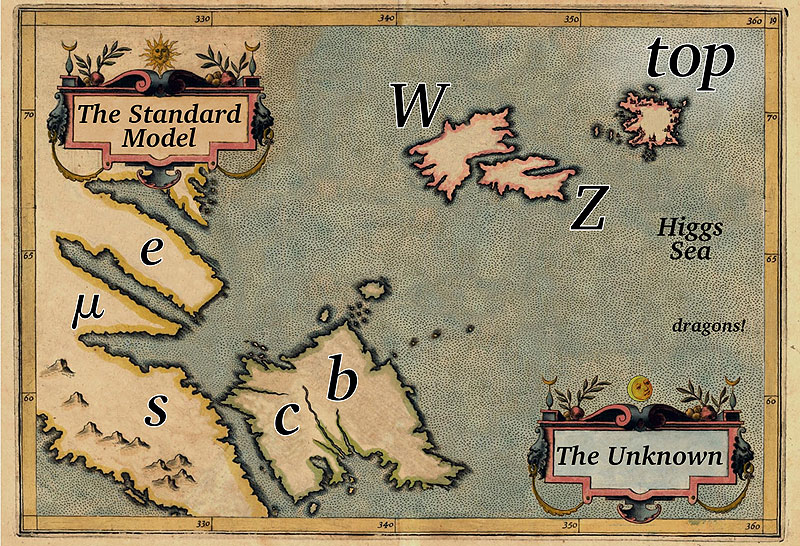 330
340
350
360
19
The Standard
Model
W
top
70
70
Z
e
Higgs
Sea
65
65
μ
dragons!
b
60
60
c
s
The Unknown
330
340
350
360